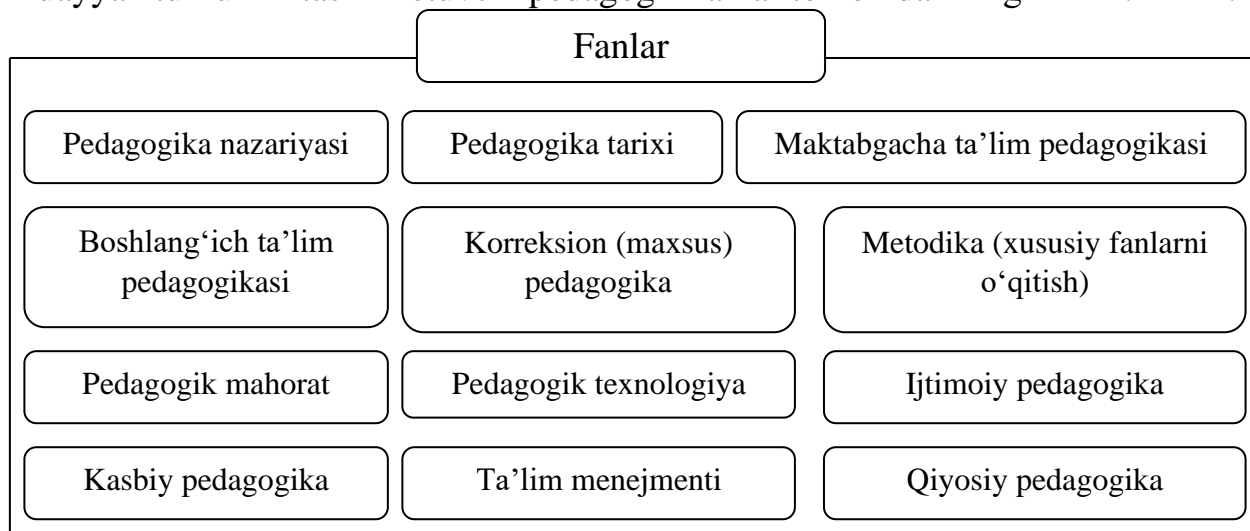 Fanlar
Pedagogika nazariyasi
Pedagogika tarixi
Maktabgacha ta’lim pedagogikasi
Boshlang‘ich ta’lim
pedagogikasi
Korreksion (maxsus)
pedagogika
Metodika (xususiy fanlarni
o‘qitish)
Pedagogik mahorat
Pedagogik texnologiya
Ijtimoiy pedagogika
Kasbiy pedagogika
Ta’lim menejmenti
Qiyosiy pedagogika